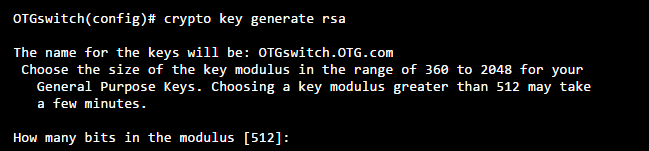 OTGswitch(config)# crypto key generate rsa
The name for the keys will be: OTGswitch.OTG.com
Choose the size of the key modulus in the range of 360 to 2048 for your
General Purpose Keys. Choosing a key modulus greater than 512 may take
a few minutes.
How many bits in the modulus [512]: